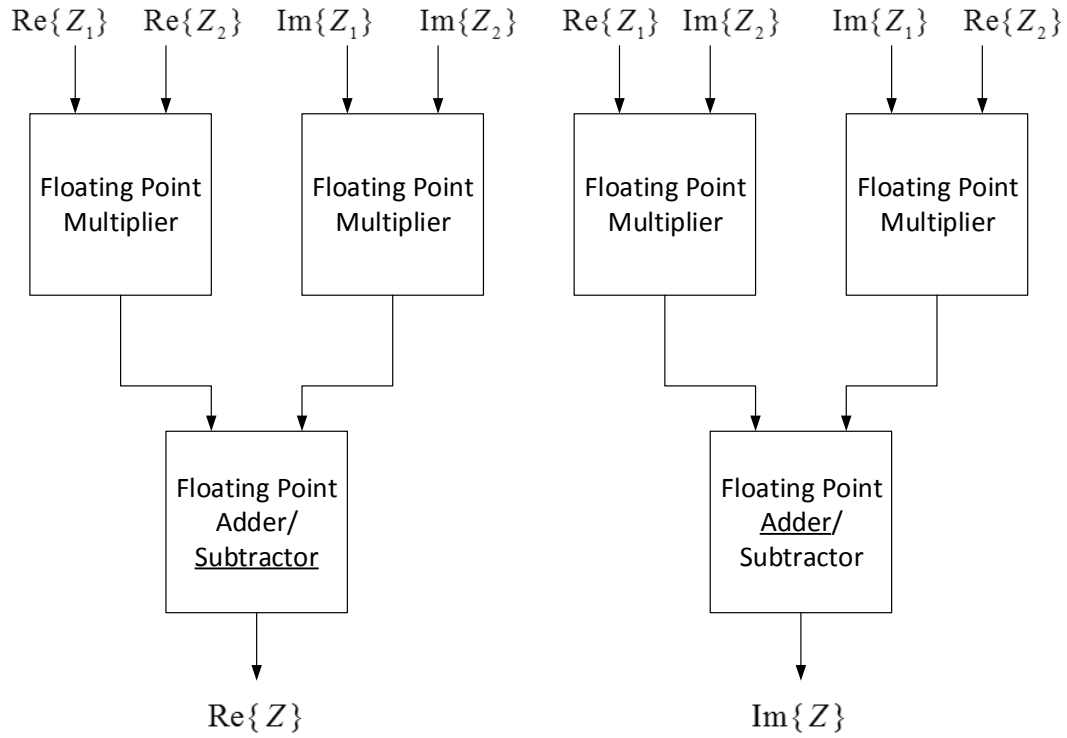 Re{Z₁} Re{Z₂} Im{Z₁} Im{Z₂} Re{Z₁} Im{Z₂} Im{Z₁} Re{Z₂}
Floating Point
Multiplier
Floating Point
Multiplier
Floating Point
Multiplier
Floating Point
Multiplier
Floating Point
Adder/
Subtractor
Floating Point
Adder/
Subtractor
Re{Z}
Im{Z}